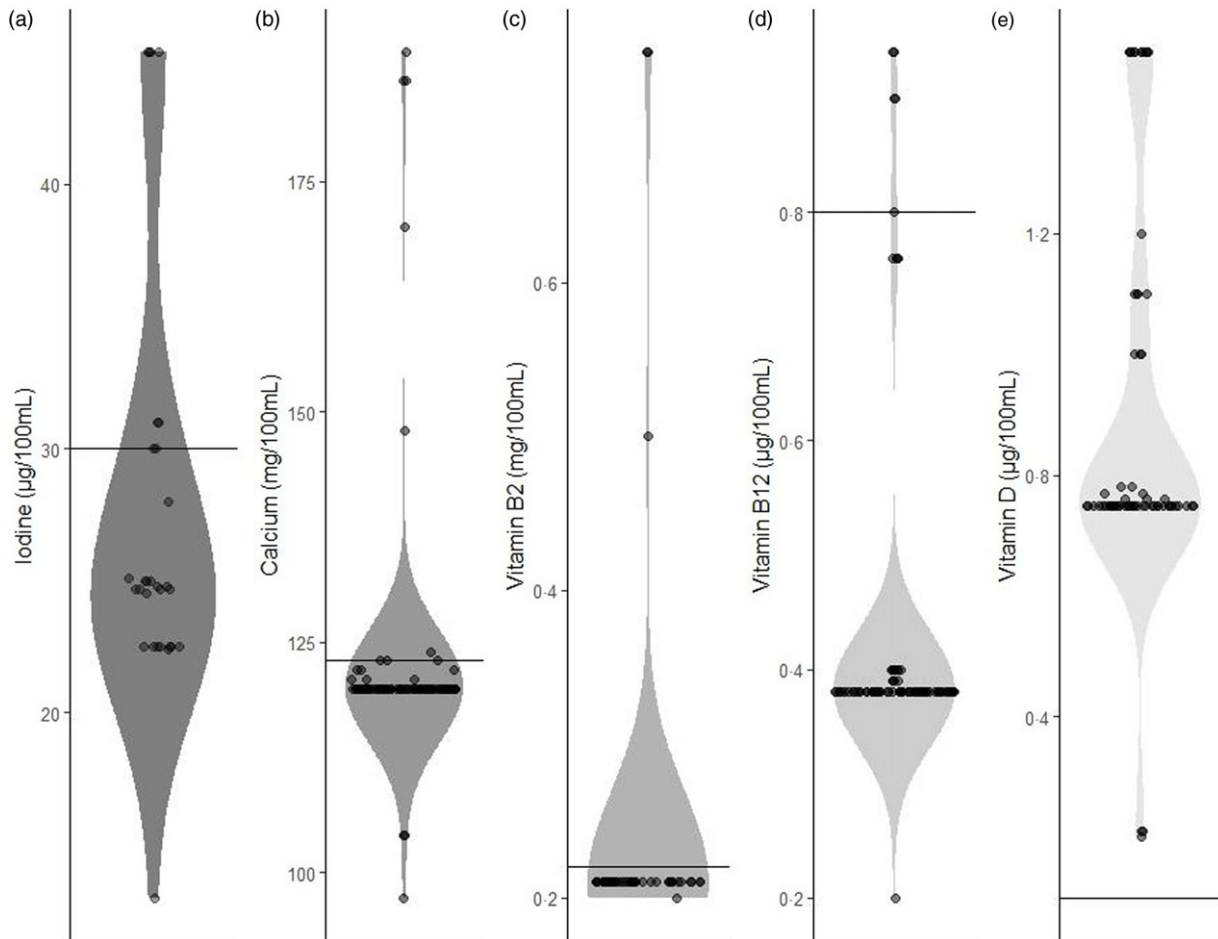 (a)
Iodine (μg/100mL)
40
30
20
(b)
Calcium (mg/100mL)
175
150
125
100
(c)
Vitamin B2 (mg/100mL)
0·6
0·4
0·2
(d)
Vitamin B12 (μg/100mL)
0·8
0·6
0·4
0·2
(e)
Vitamin D (μg/100mL)
1·2
0·8
0·4